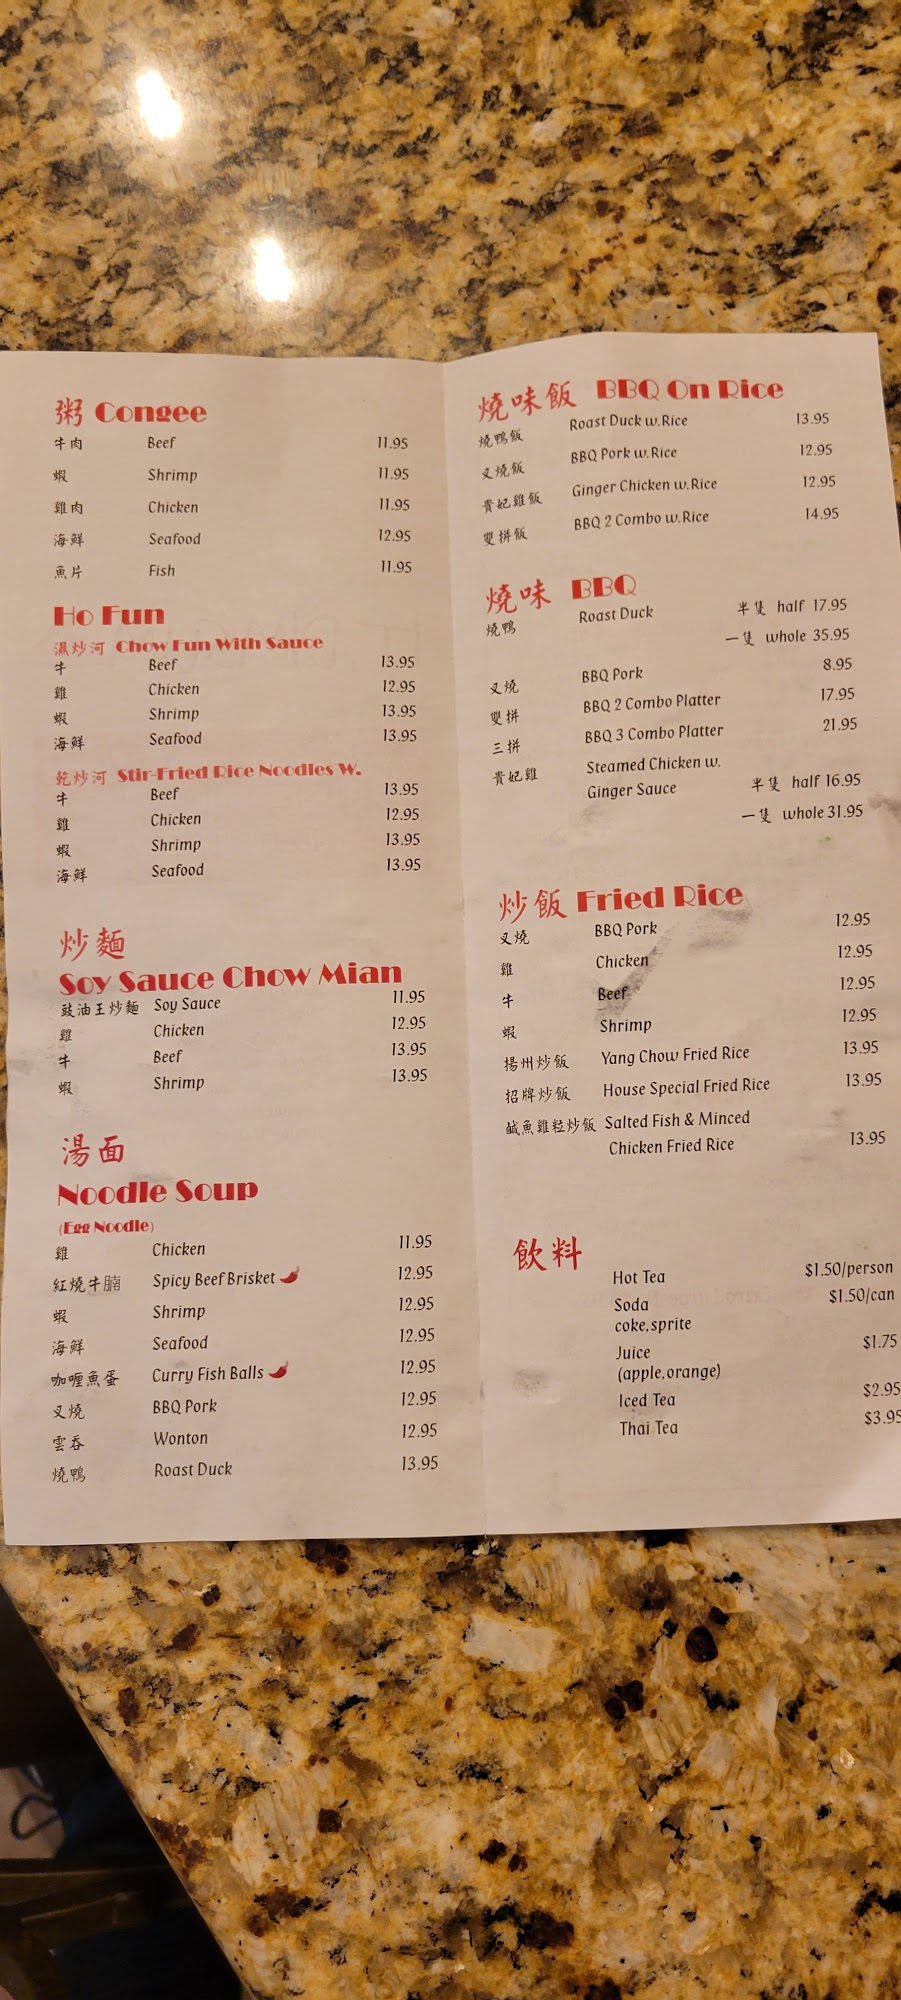 粥 Congee
牛肉 Beef 11.95
蝦 Shrimp 11.95
雞肉 Chicken 11.95
海鮮 Seafood 12.95
魚片 Fish 11.95
Ho Fun
濕炒河 Chow Fun With Sauce
牛 Beef 13.95
雞 Chicken 12.95
蝦 Shrimp 13.95
海鮮 Seafood 13.95
乾炒河 Stir-Fried Rice Noodles W.
牛 Beef 13.95
雞 Chicken 12.95
蝦 Shrimp 13.95
海鮮 Seafood 13.95
炒麵
Soy Sauce Chow Mian
豉油王炒麵 Soy Sauce 11.95
雞 Chicken 12.95
牛 Beef 13.95
蝦 Shrimp 13.95
湯面
Noodle Soup
(Egg Noodle)
雞 Chicken 11.95
紅燒牛腩 Spicy Beef Brisket 12.95
蝦 Shrimp 12.95
海鮮 Seafood 12.95
咖喱魚蛋 Curry Fish Balls 12.95
叉燒 BBQ Pork 12.95
雲吞 Wonton 12.95
燒鴨 Roast Duck 13.95
燒味飯 BBQ On Rice
燒鴨飯 Roast Duck w. Rice 13.95
叉燒飯 BBQ Pork w. Rice 12.95
貴妃雞飯 Ginger Chicken w. Rice 12.95
雙拼飯 BBQ 2 Combo w. Rice 14.95
燒味 BBQ
燒鴨 Roast Duck 半隻 half 17.95
一隻 whole 35.95
叉燒 BBQ Pork 8.95
雙拼 BBQ 2 Combo Platter 17.95
三拼 BBQ 3 Combo Platter 21.95
貴妃雞 Steamed Chicken w.
Ginger Sauce 半隻 half 16.95
一隻 whole 31.95
炒飯 Fried Rice
叉燒 BBQ Pork 12.95
雞 Chicken 12.95
牛 Beef 12.95
蝦 Shrimp 12.95
揚州炒飯 Yang Chow Fried Rice 13.95
招牌炒飯 House Special Fried Rice 13.95
鹹魚雞粒炒飯 Salted Fish & Minced
Chicken Fried Rice 13.95
飲料
Hot Tea $1.50/person
Soda $1.50/can
coke, sprite
Juice $1.75
(apple, orange)
Iced Tea $2.95
Thai Tea $3.95